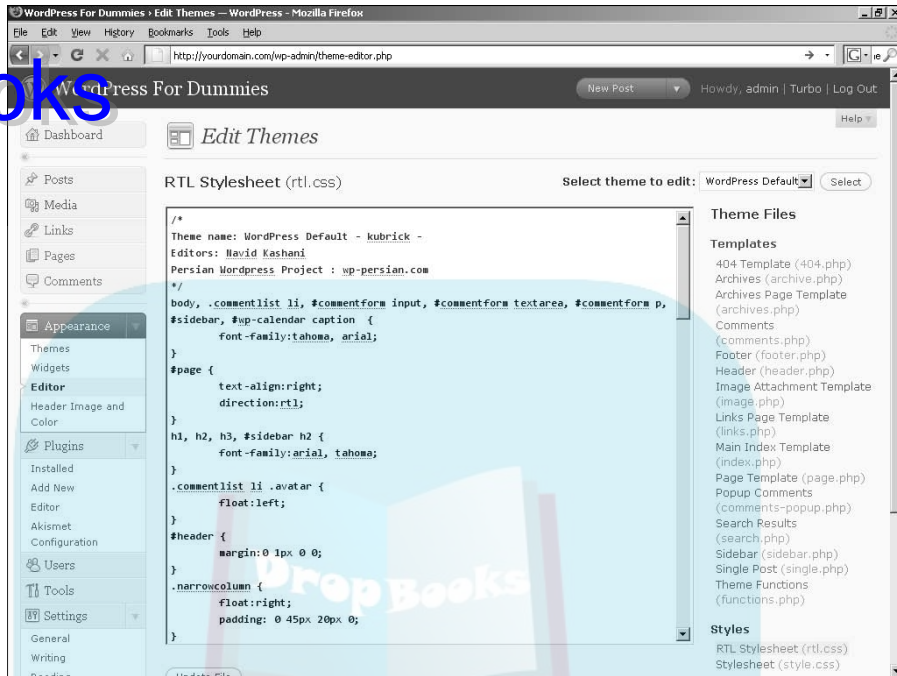 WordPress For Dummies › Edit Themes — WordPress - Mozilla Firefox
File Edit View History Bookmarks Tools Help
http://yourdomain.com/wp-admin/theme-editor.php
oks
WordPress For Dummies
New Post
Howdy, admin | Turbo | Log Out
Help
Dashboard
Posts
Media
Links
Pages
Comments
Appearance
Themes
Widgets
Editor
Header Image and
Color
Plugins
Installed
Add New
Editor
Akismet
Configuration
Users
Tools
Settings
General
Writing
Edit Themes
RTL Stylesheet (rtl.css)
Select theme to edit: WordPress Default Select
/*
Theme name: WordPress Default - kubrick -
Editors: Navid Kashani
Persian Wordpress Project : wp-persian.com
*/
body, .commentlist li, #commentform input, #commentform textarea, #commentform p,
#sidebar, #wp-calendar caption {
font-family:tahoma, arial;
}
#page {
text-align:right;
direction:rtl;
}
h1, h2, h3, #sidebar h2 {
font-family:arial, tahoma;
}
.commentlist li .avatar {
float:left;
}
#header {
margin:0 1px 0 0;
}
.narrowcolumn {
float:right;
padding: 0 45px 20px 0;
}
DropBooks
Update File
Theme Files
Templates
404 Template (404.php)
Archives (archive.php)
Archives Page Template
(archives.php)
Comments
(comments.php)
Footer (footer.php)
Header (header.php)
Image Attachment Template
(image.php)
Links Page Template
(links.php)
Main Index Template
(index.php)
Page Template (page.php)
Popup Comments
(comments-popup.php)
Search Results
(search.php)
Sidebar (sidebar.php)
Single Post (single.php)
Theme Functions
(functions.php)
Styles
RTL Stylesheet (rtl.css)
Stylesheet (style.css)